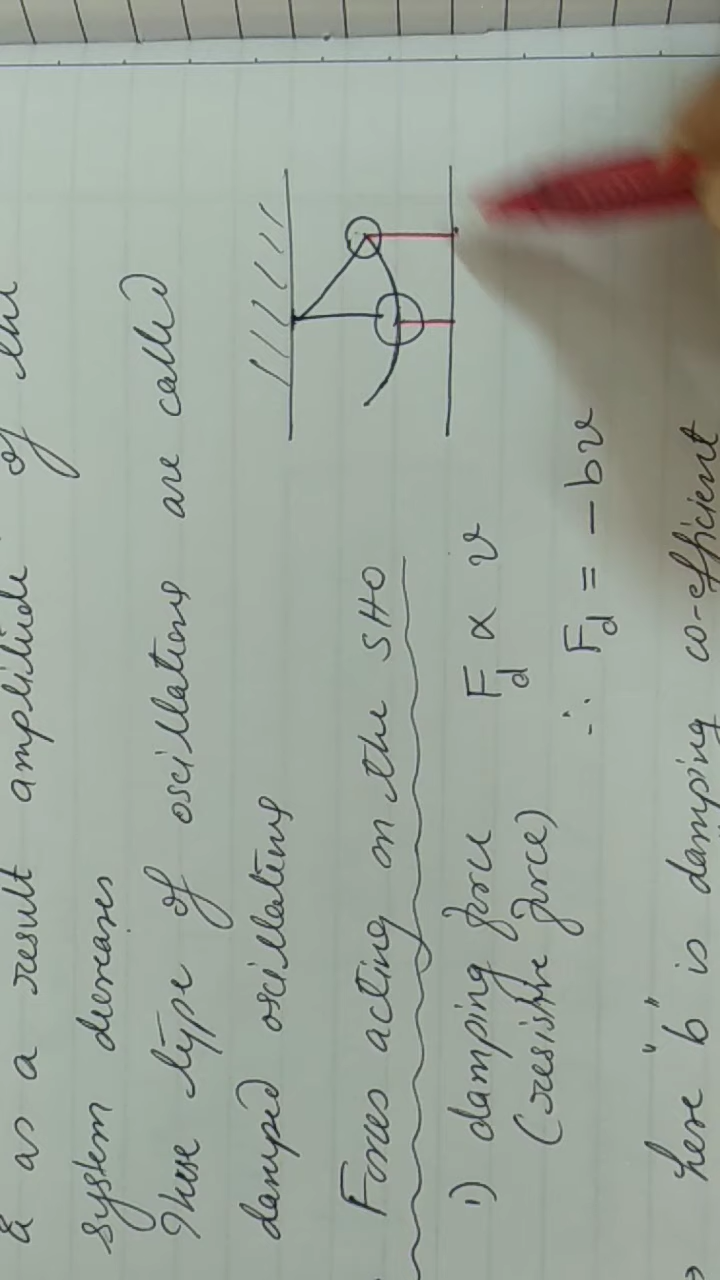 & as a result amplitude of the
system decreases
These type of oscillations are called
damped oscillations
Forces acting on the SHO
1) damping force F_d ∝ v
(resistive force) ∴ F_d = - bv
⇒ here "b" is damping co-efficient